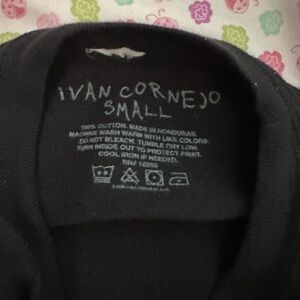 IVAN CORNEJO
SMALL
100% COTTON. MADE IN HONDURAS
MACHINE WASH WARM WITH LIKE COLORS.
DO NOT BLEACH. TUMBLE DRY LOW.
TURN INSIDE OUT TO PROTECT PRINT.
COOL IRON IF NEEDED.